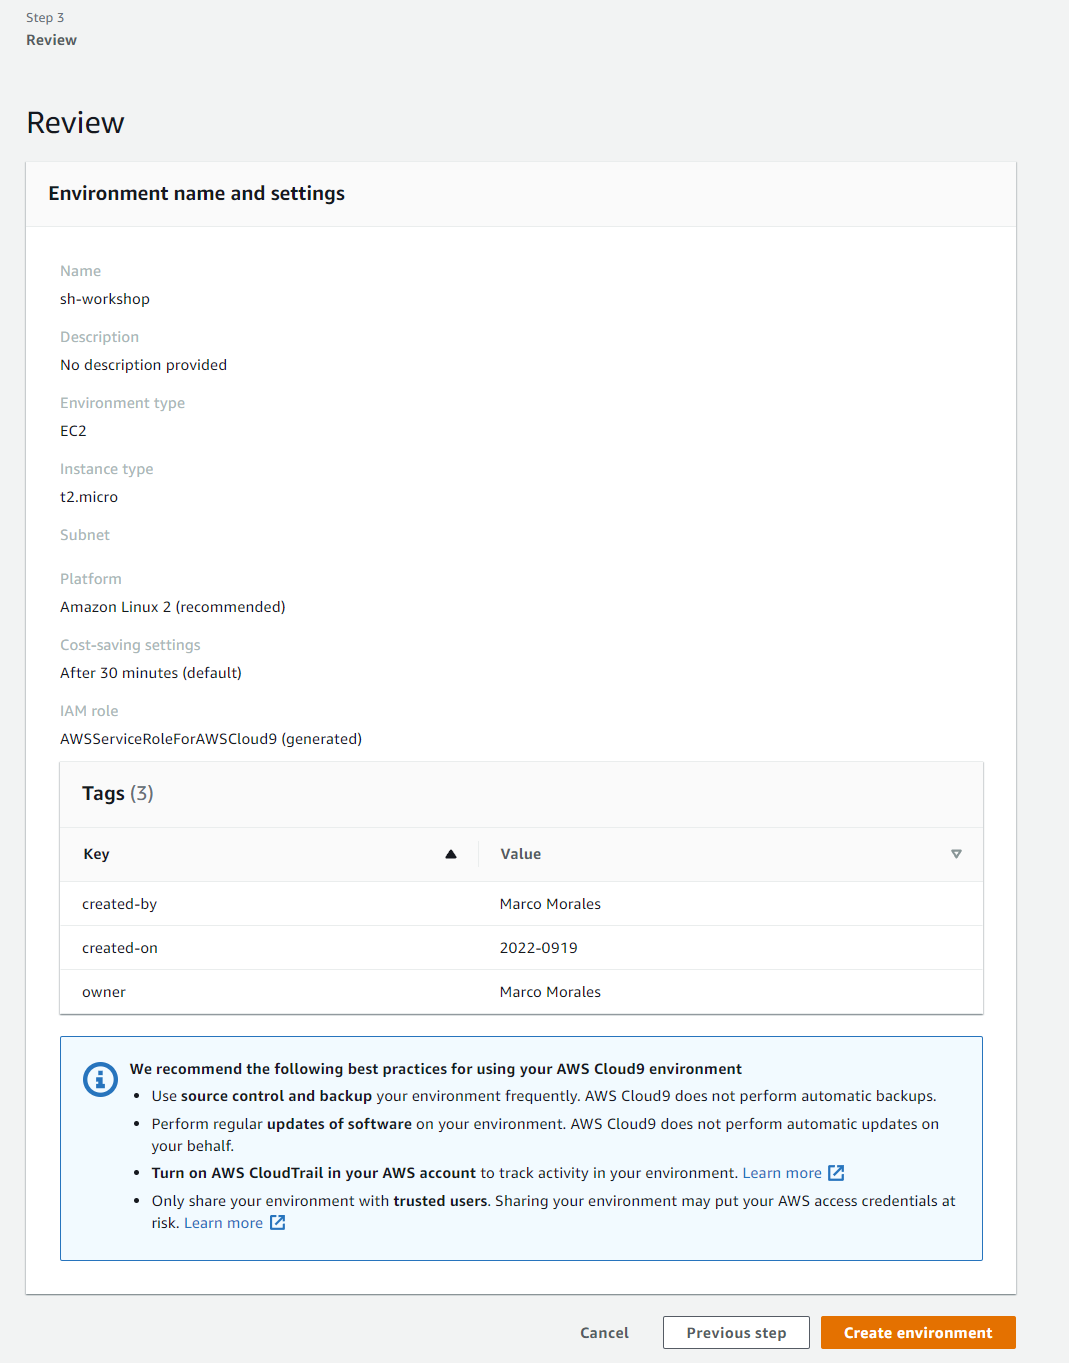 Step 3
Review
Review
Environment name and settings
Name
sh-workshop
Description
No description provided
Environment type
EC2
Instance type
t2.micro
Subnet
Platform
Amazon Linux 2 (recommended)
Cost-saving settings
After 30 minutes (default)
IAM role
AWSServiceRoleForAWSCloud9 (generated)
Tags (3)
Key Value
created-by Marco Morales
created-on 2022-0919
owner Marco Morales
We recommend the following best practices for using your AWS Cloud9 environment
• Use source control and backup your environment frequently. AWS Cloud9 does not perform automatic backups.
• Perform regular updates of software on your environment. AWS Cloud9 does not perform automatic updates on
your behalf.
• Turn on AWS CloudTrail in your AWS account to track activity in your environment. Learn more
• Only share your environment with trusted users. Sharing your environment may put your AWS access credentials at
risk. Learn more
Cancel Previous step Create environment